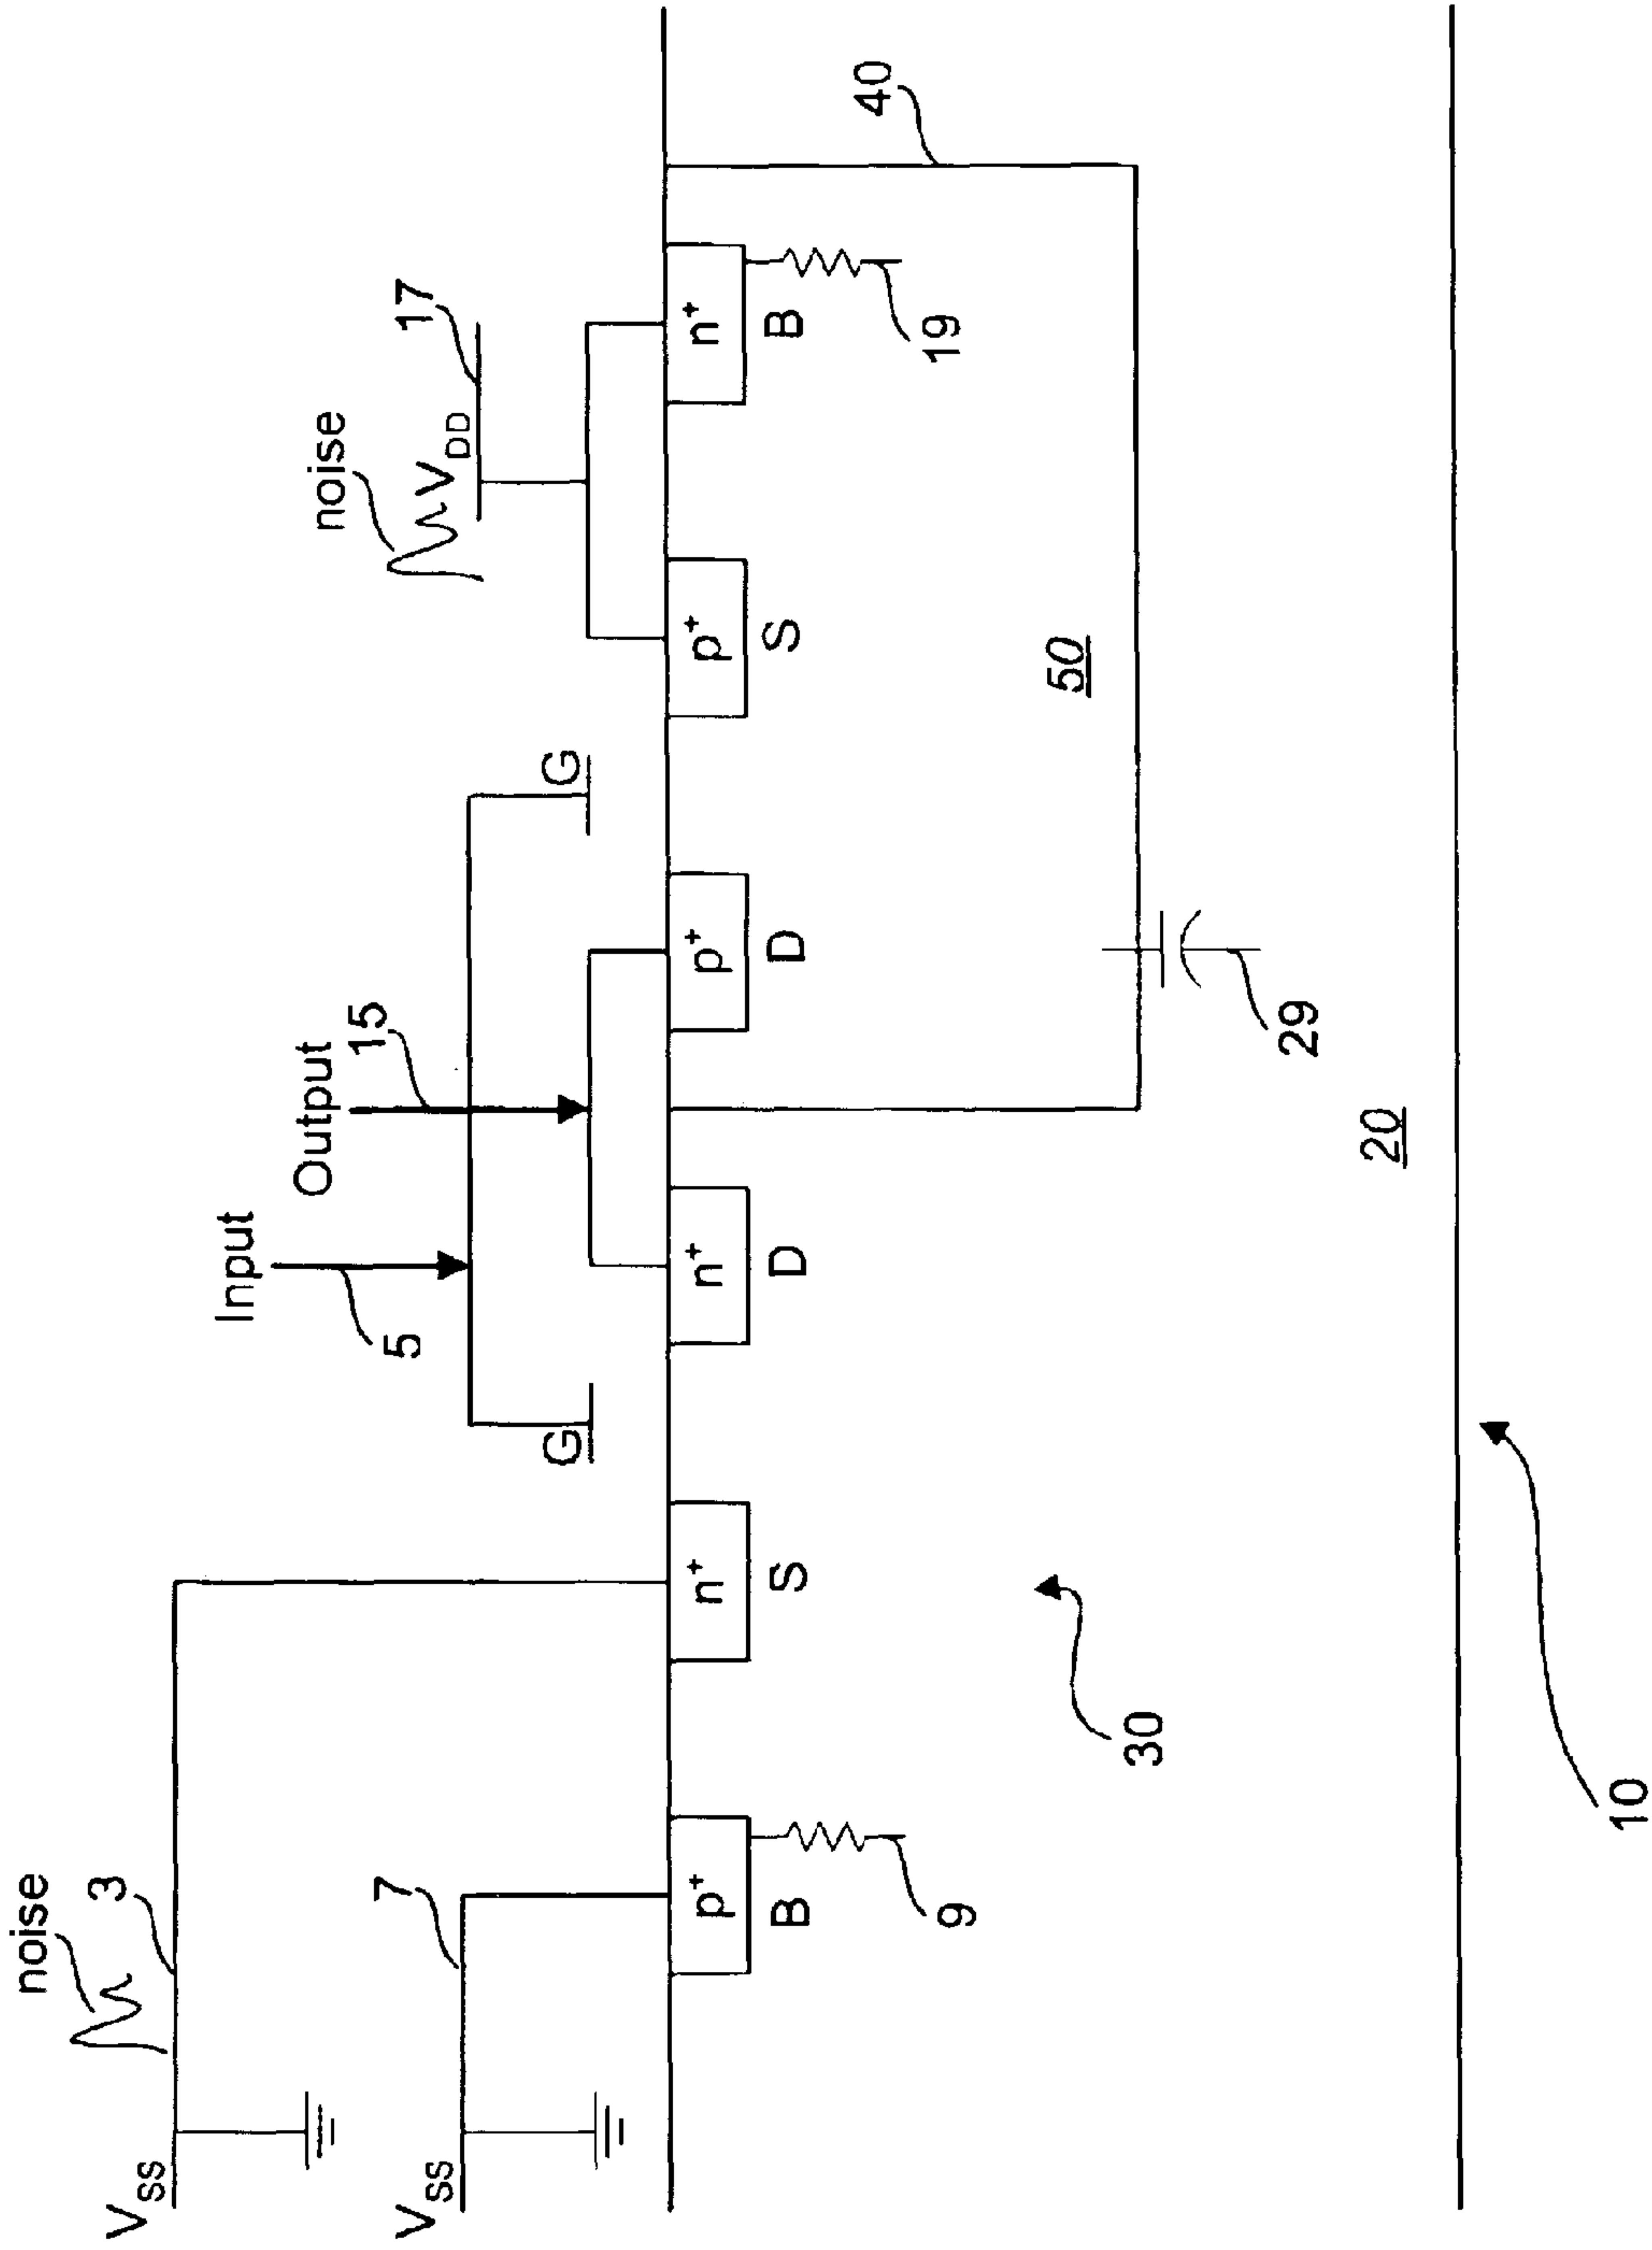 noise
3
V_SS
7
V_SS
Input
5
Output
15
noise
V_DD
17
G
G
p⁺
n⁺
n⁺
p⁺
p⁺
n⁺
B
S
D
D
S
B
9
19
40
30
50
29
20
10